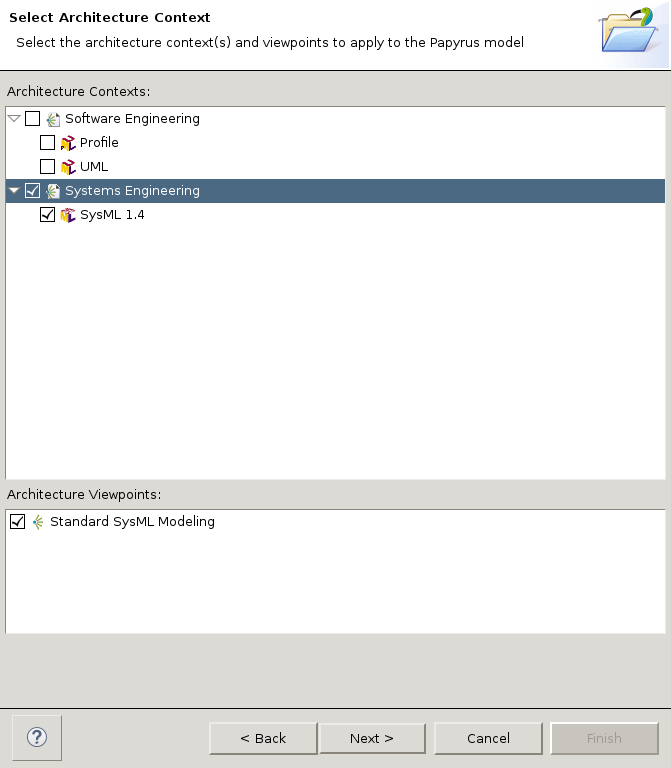 Select Architecture Context
Select the architecture context(s) and viewpoints to apply to the Papyrus model
Architecture Contexts:
Software Engineering
Profile
UML
Systems Engineering
SysML 1.4
Architecture Viewpoints:
Standard SysML Modeling
?
< Back
Next >
Cancel
Finish